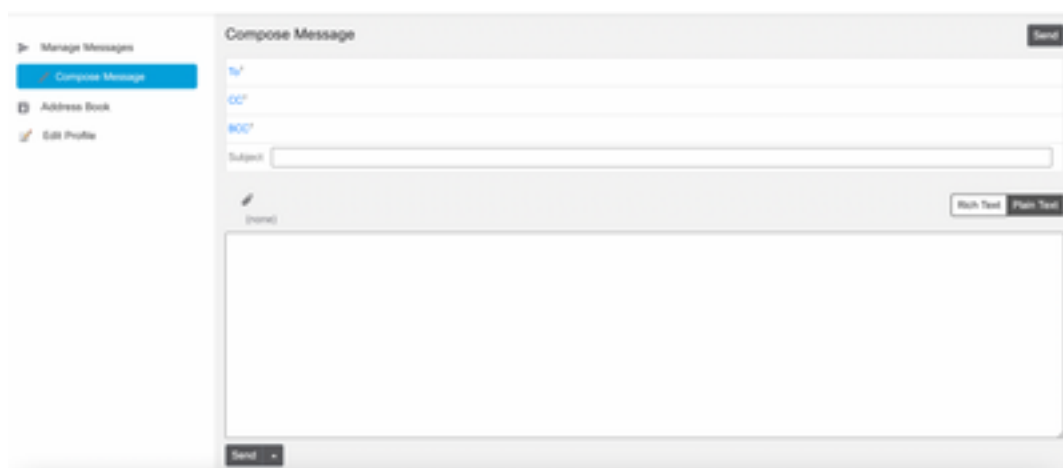 Manage Messages
Compose Message
Address Book
Edit Profile
Compose Message
Send
To*
CC*
BCC*
Subject
(none)
Rich Text Plain Text
Send